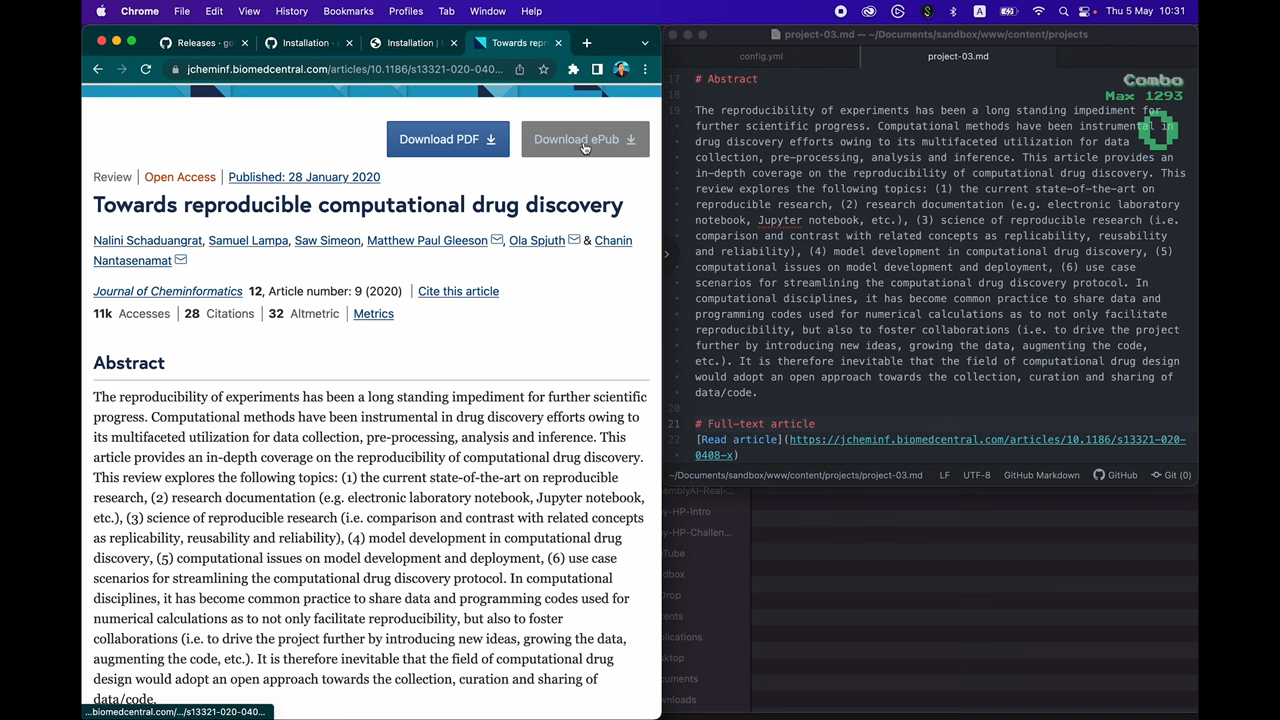 Chrome File Edit View History Bookmarks Profiles Tab Window Help
A
Thu 5 May 10:31
Releases · go
Installation ·
Installation |
Towards repr
jcheminf.biomedcentral.com/articles/10.1186/s13321-020-040...
Download PDF
Download ePub
Review | Open Access | Published: 28 January 2020
Towards reproducible computational drug discovery
Nalini Schaduangrat, Samuel Lampa, Saw Simeon, Matthew Paul Gleeson, Ola Spjuth & Chanin
Nantasenamat
Journal of Cheminformatics 12, Article number: 9 (2020) | Cite this article
11k Accesses | 28 Citations | 32 Altmetric | Metrics
Abstract
The reproducibility of experiments has been a long standing impediment for further scientific
progress. Computational methods have been instrumental in drug discovery efforts owing to
its multifaceted utilization for data collection, pre-processing, analysis and inference. This
article provides an in-depth coverage on the reproducibility of computational drug discovery.
This review explores the following topics: (1) the current state-of-the-art on reproducible
research, (2) research documentation (e.g. electronic laboratory notebook, Jupyter notebook,
etc.), (3) science of reproducible research (i.e. comparison and contrast with related concepts
as replicability, reusability and reliability), (4) model development in computational drug
discovery, (5) computational issues on model development and deployment, (6) use case
scenarios for streamlining the computational drug discovery protocol. In computational
disciplines, it has become common practice to share data and programming codes used for
numerical calculations as to not only facilitate reproducibility, but also to foster
collaborations (i.e. to drive the project further by introducing new ideas, growing the data,
augmenting the code, etc.). It is therefore inevitable that the field of computational drug
design would adopt an open approach towards the collection, curation and sharing of
data/code.
...biomedcentral.com/.../s13321-020-040...
project-03.md — ~/Documents/sandbox/www/content/projects
config.yml
project-03.md
Combo
Max 1293
0
17 # Abstract
18
19 The reproducibility of experiments has been a long standing impediment for
further scientific progress. Computational methods have been instrumental in
drug discovery efforts owing to its multifaceted utilization for data
collection, pre-processing, analysis and inference. This article provides an
in-depth coverage on the reproducibility of computational drug discovery. This
review explores the following topics: (1) the current state-of-the-art on
reproducible research, (2) research documentation (e.g. electronic laboratory
notebook, Jupyter notebook, etc.), (3) science of reproducible research (i.e.
comparison and contrast with related concepts as replicability, reusability
and reliability), (4) model development in computational drug discovery, (5)
computational issues on model development and deployment, (6) use case
scenarios for streamlining the computational drug discovery protocol. In
computational disciplines, it has become common practice to share data and
programming codes used for numerical calculations as to not only facilitate
reproducibility, but also to foster collaborations (i.e. to drive the project
further by introducing new ideas, growing the data, augmenting the code,
etc.). It is therefore inevitable that the field of computational drug design
would adopt an open approach towards the collection, curation and sharing of
data/code.
20
21 # Full-text article
22 [Read article](https://jcheminf.biomedcentral.com/articles/10.1186/s13321-020-
0408-x)
~/Documents/sandbox/www/content/projects/project-03.md LF UTF-8 GitHub Markdown GitHub Git (0)
emblyAI-Real-...
y-HP-Intro
y-HP-Challen...
Tube
dbox
Drop
ents
plications
sktop
cuments
wnloads